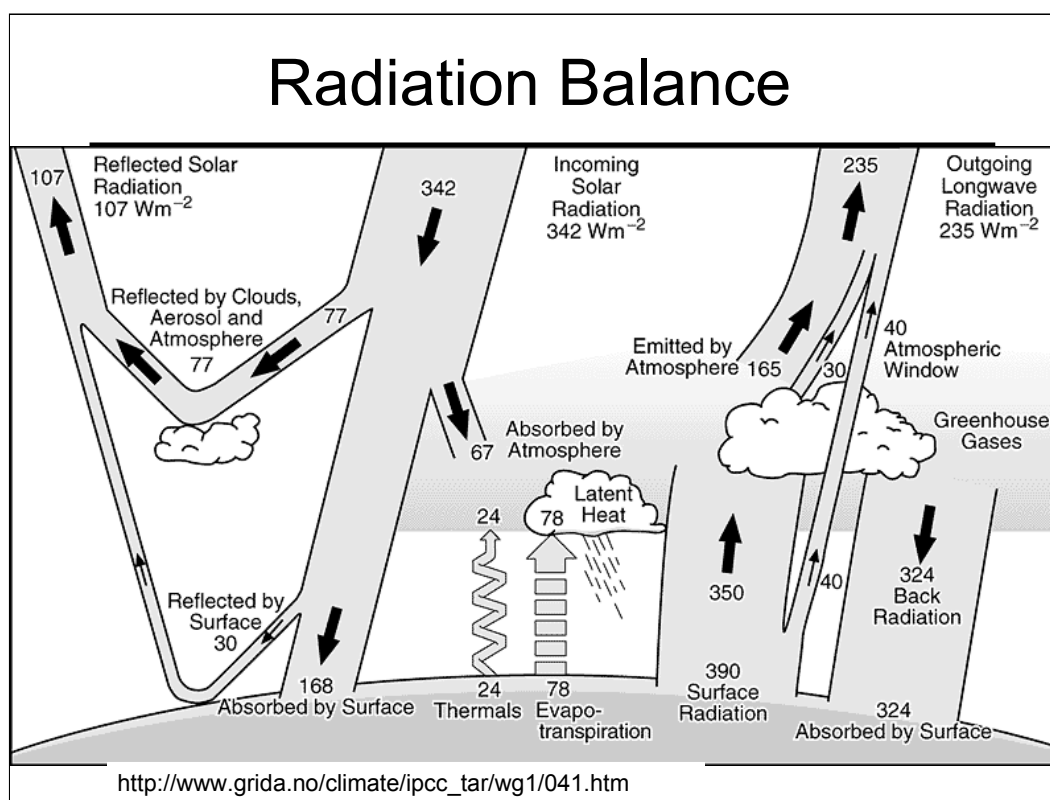 Radiation Balance
107
Reflected Solar
Radiation
107 Wm⁻²
342
Incoming
Solar
Radiation
342 Wm⁻²
235
Outgoing
Longwave
Radiation
235 Wm⁻²
Reflected by Clouds,
Aerosol and
Atmosphere
77
77
Emitted by
Atmosphere
165
30
40
Atmospheric
Window
Greenhouse
Gases
67
Absorbed by
Atmosphere
24
78
Latent
Heat
350
40
324
Back
Radiation
Reflected by
Surface
30
168
Absorbed by Surface
24
Thermals
78
Evapo-
transpiration
390
Surface
Radiation
324
Absorbed by Surface
http://www.grida.no/climate/ipcc_tar/wg1/041.htm